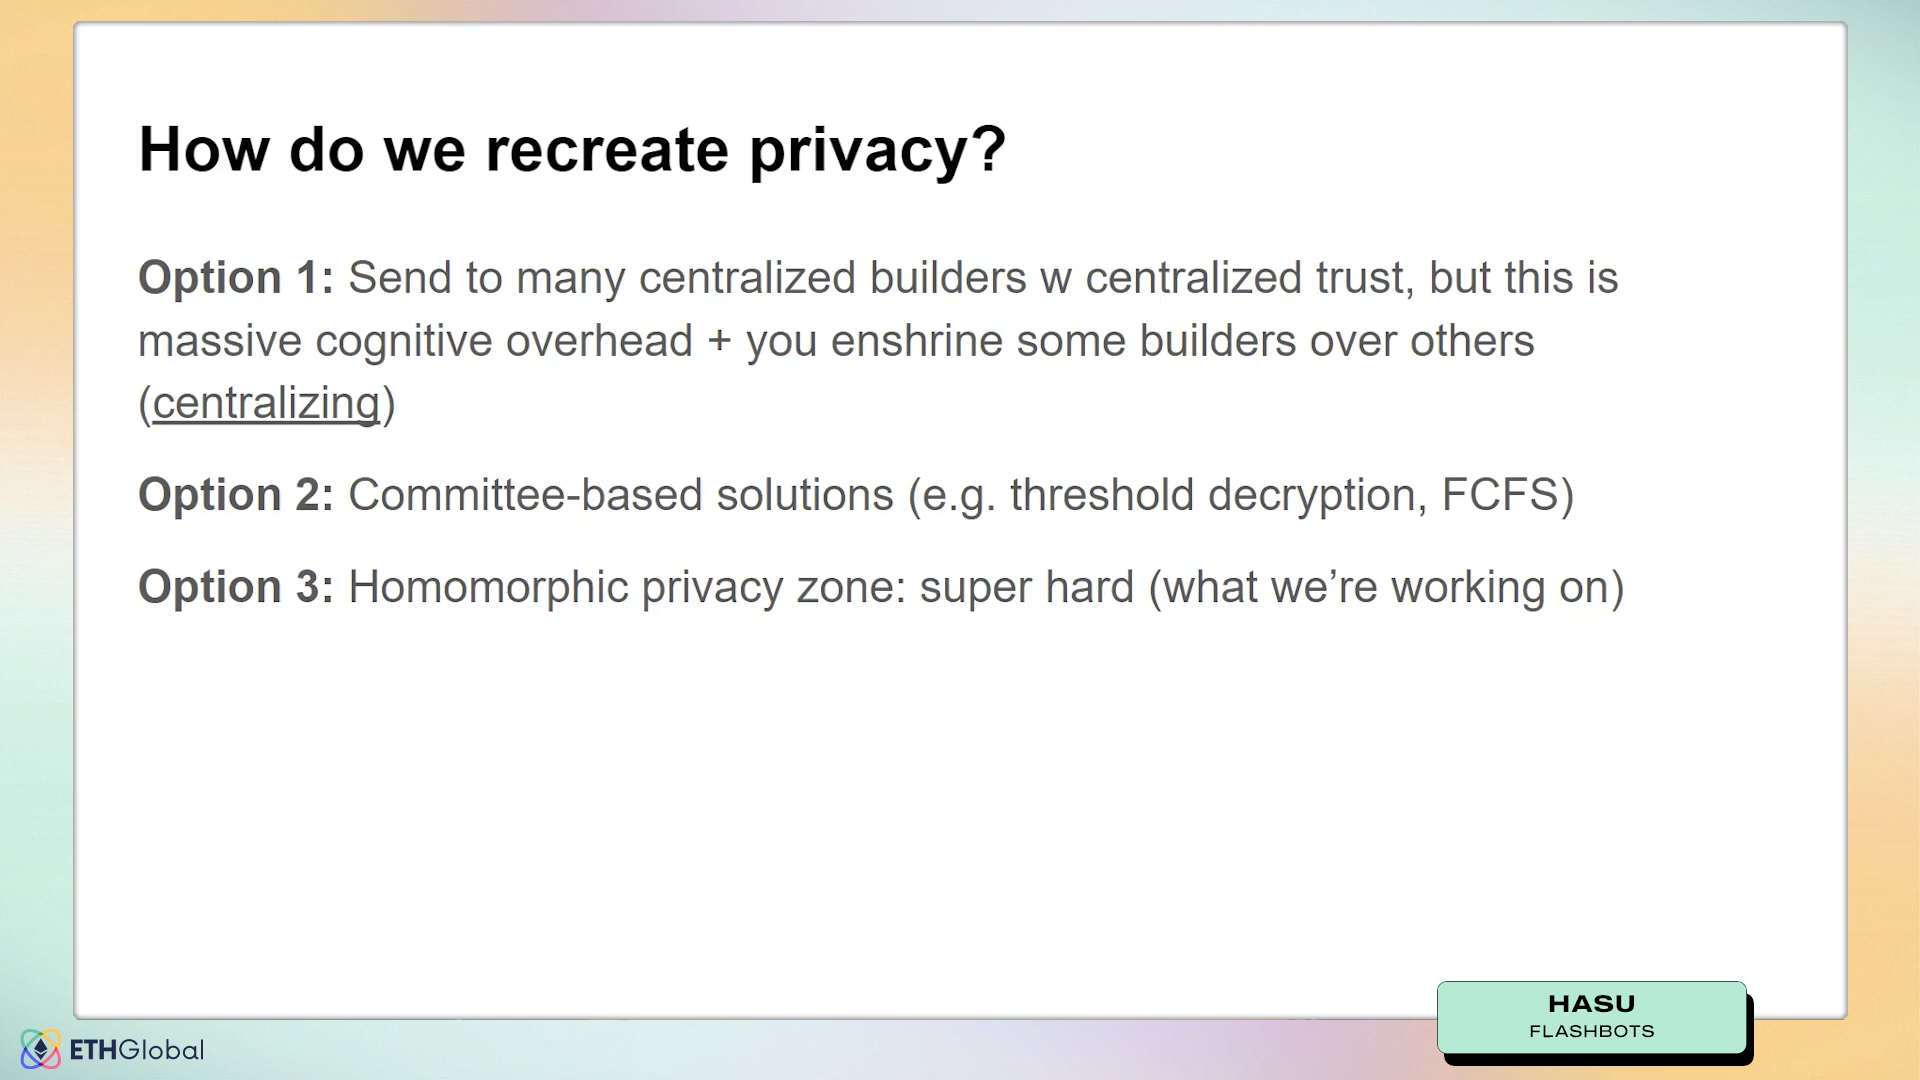 How do we recreate privacy?
Option 1: Send to many centralized builders w centralized trust, but this is
massive cognitive overhead + you enshrine some builders over others
(centralizing)
Option 2: Committee-based solutions (e.g. threshold decryption, FCFS)
Option 3: Homomorphic privacy zone: super hard (what we’re working on)
HASU
FLASHBOTS
ETHGlobal